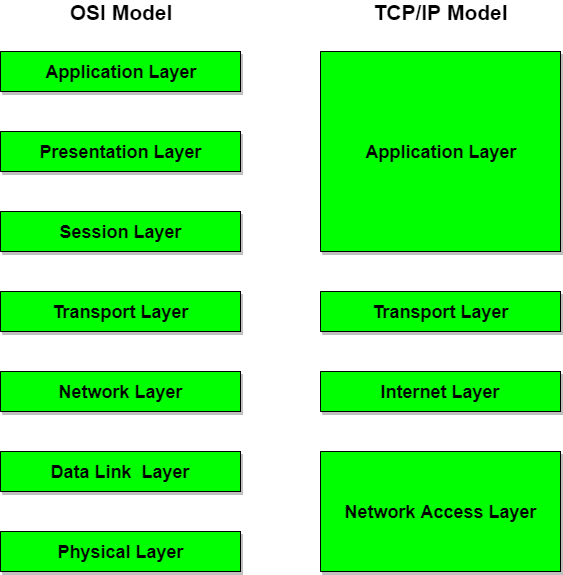 OSI Model
Application Layer
Presentation Layer
Session Layer
Transport Layer
Network Layer
Data Link  Layer
Physical Layer
TCP/IP Model
Application Layer
Transport Layer
Internet Layer
Network Access Layer